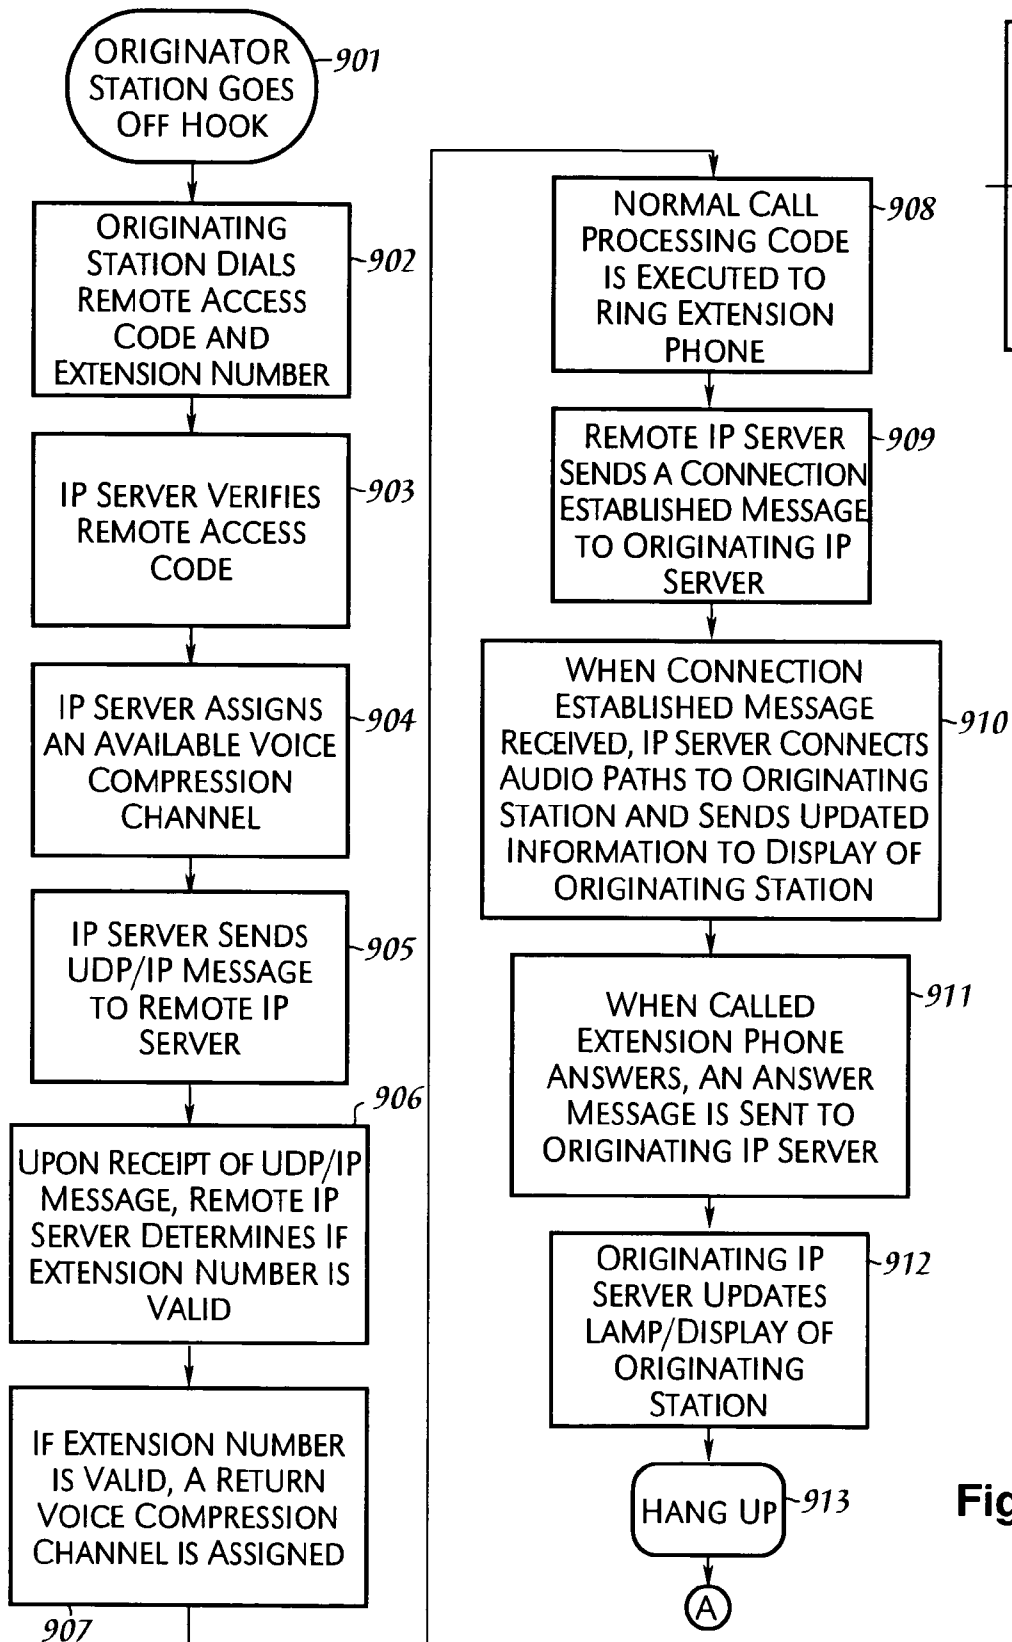 ORIGINATOR
STATION GOES
OFF HOOK
901
ORIGINATING
STATION DIALS
REMOTE ACCESS
CODE AND
EXTENSION NUMBER
902
IP SERVER VERIFIES
REMOTE ACCESS
CODE
903
IP SERVER ASSIGNS
AN AVAILABLE VOICE
COMPRESSION
CHANNEL
904
IP SERVER SENDS
UDP/IP MESSAGE
TO REMOTE IP
SERVER
905
906
UPON RECEIPT OF UDP/IP
MESSAGE, REMOTE IP
SERVER DETERMINES IF
EXTENSION NUMBER IS
VALID
IF EXTENSION NUMBER
IS VALID, A RETURN
VOICE COMPRESSION
CHANNEL IS ASSIGNED
907
NORMAL CALL
PROCESSING CODE
IS EXECUTED TO
RING EXTENSION
PHONE
908
REMOTE IP SERVER
SENDS A CONNECTION
ESTABLISHED MESSAGE
TO ORIGINATING IP
SERVER
909
WHEN CONNECTION
ESTABLISHED MESSAGE
RECEIVED, IP SERVER CONNECTS
AUDIO PATHS TO ORIGINATING
STATION AND SENDS UPDATED
INFORMATION TO DISPLAY OF
ORIGINATING STATION
910
WHEN CALLED
EXTENSION PHONE
ANSWERS, AN ANSWER
MESSAGE IS SENT TO
ORIGINATING IP SERVER
911
ORIGINATING IP
SERVER UPDATES
LAMP/DISPLAY OF
ORIGINATING
STATION
912
HANG UP
913
A
Fig